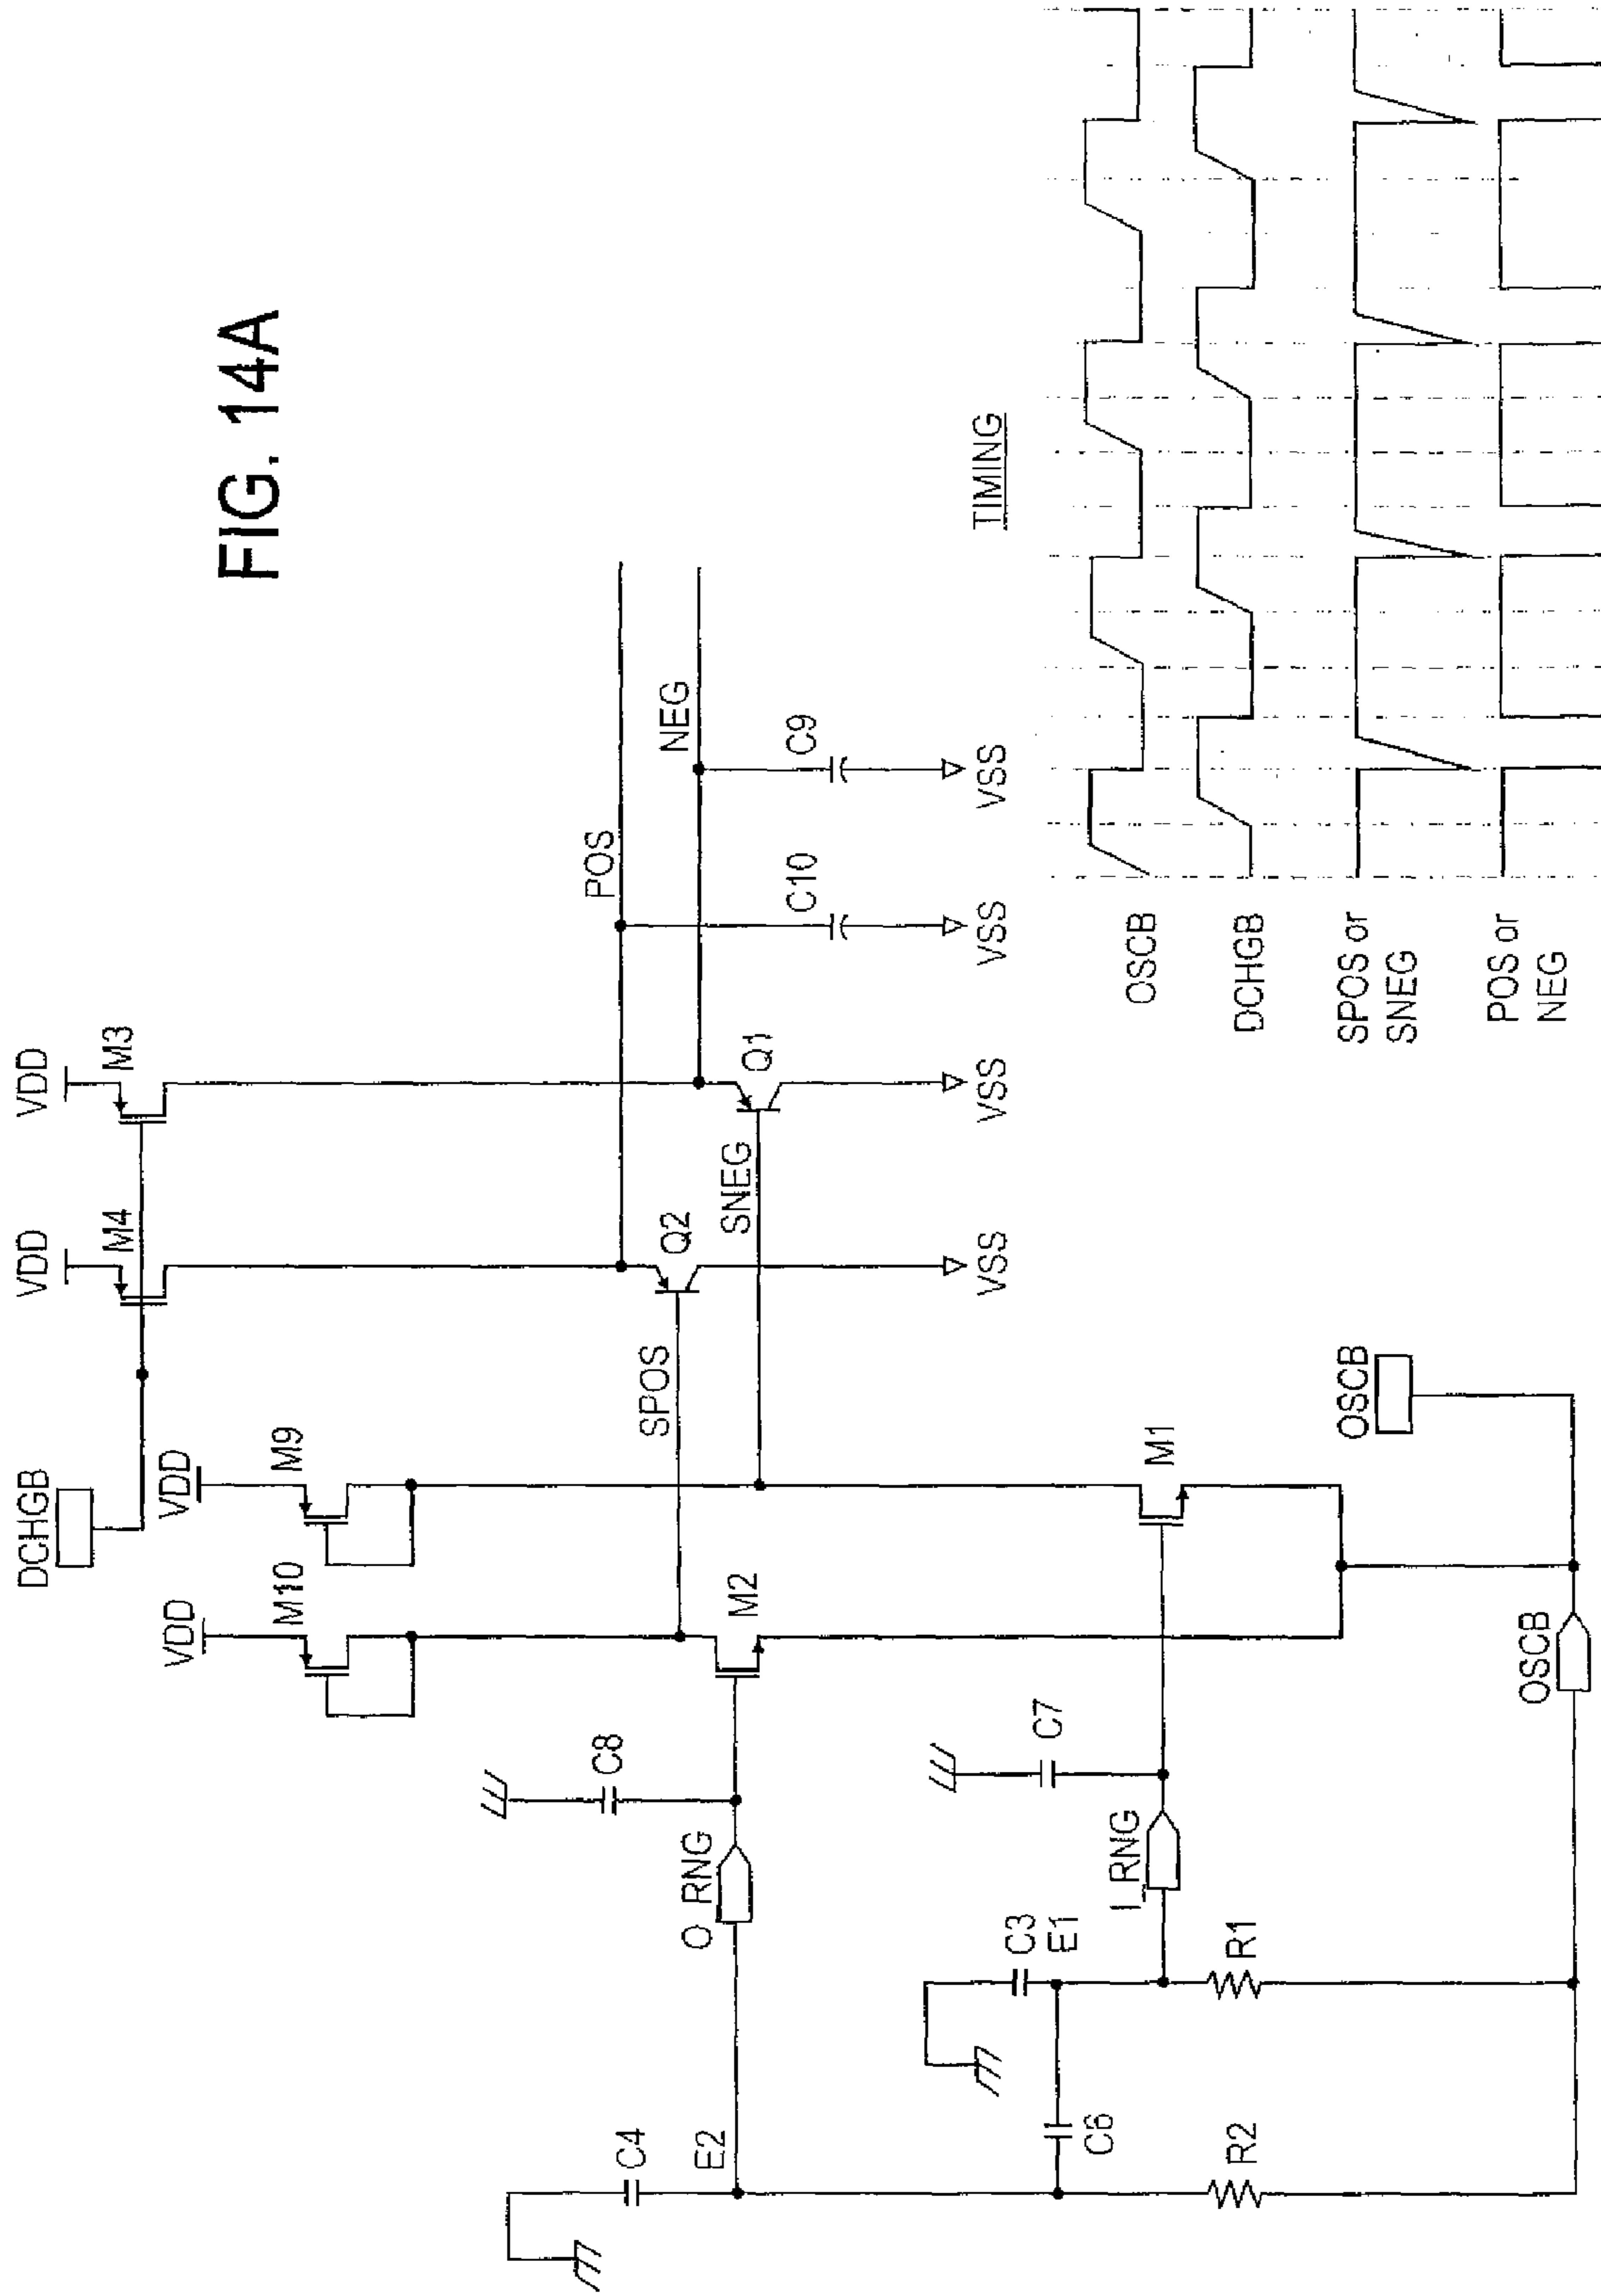 FIG. 14A
DCHGB
VDD
VDD
M4
M3
VDD
VDD
M10
M9
POS
C8
C4
SPOS
Q2
NEG
E2
O_RNG
M2
SNEG
Q1
C10
C9
VSS
VSS
VSS
VSS
C3
E1
C7
C6
I_RNG
M1
R2
R1
OSCB
OSCB
TIMING
OSCB
DCHGB
SPOS or
SNEG
POS or
NEG